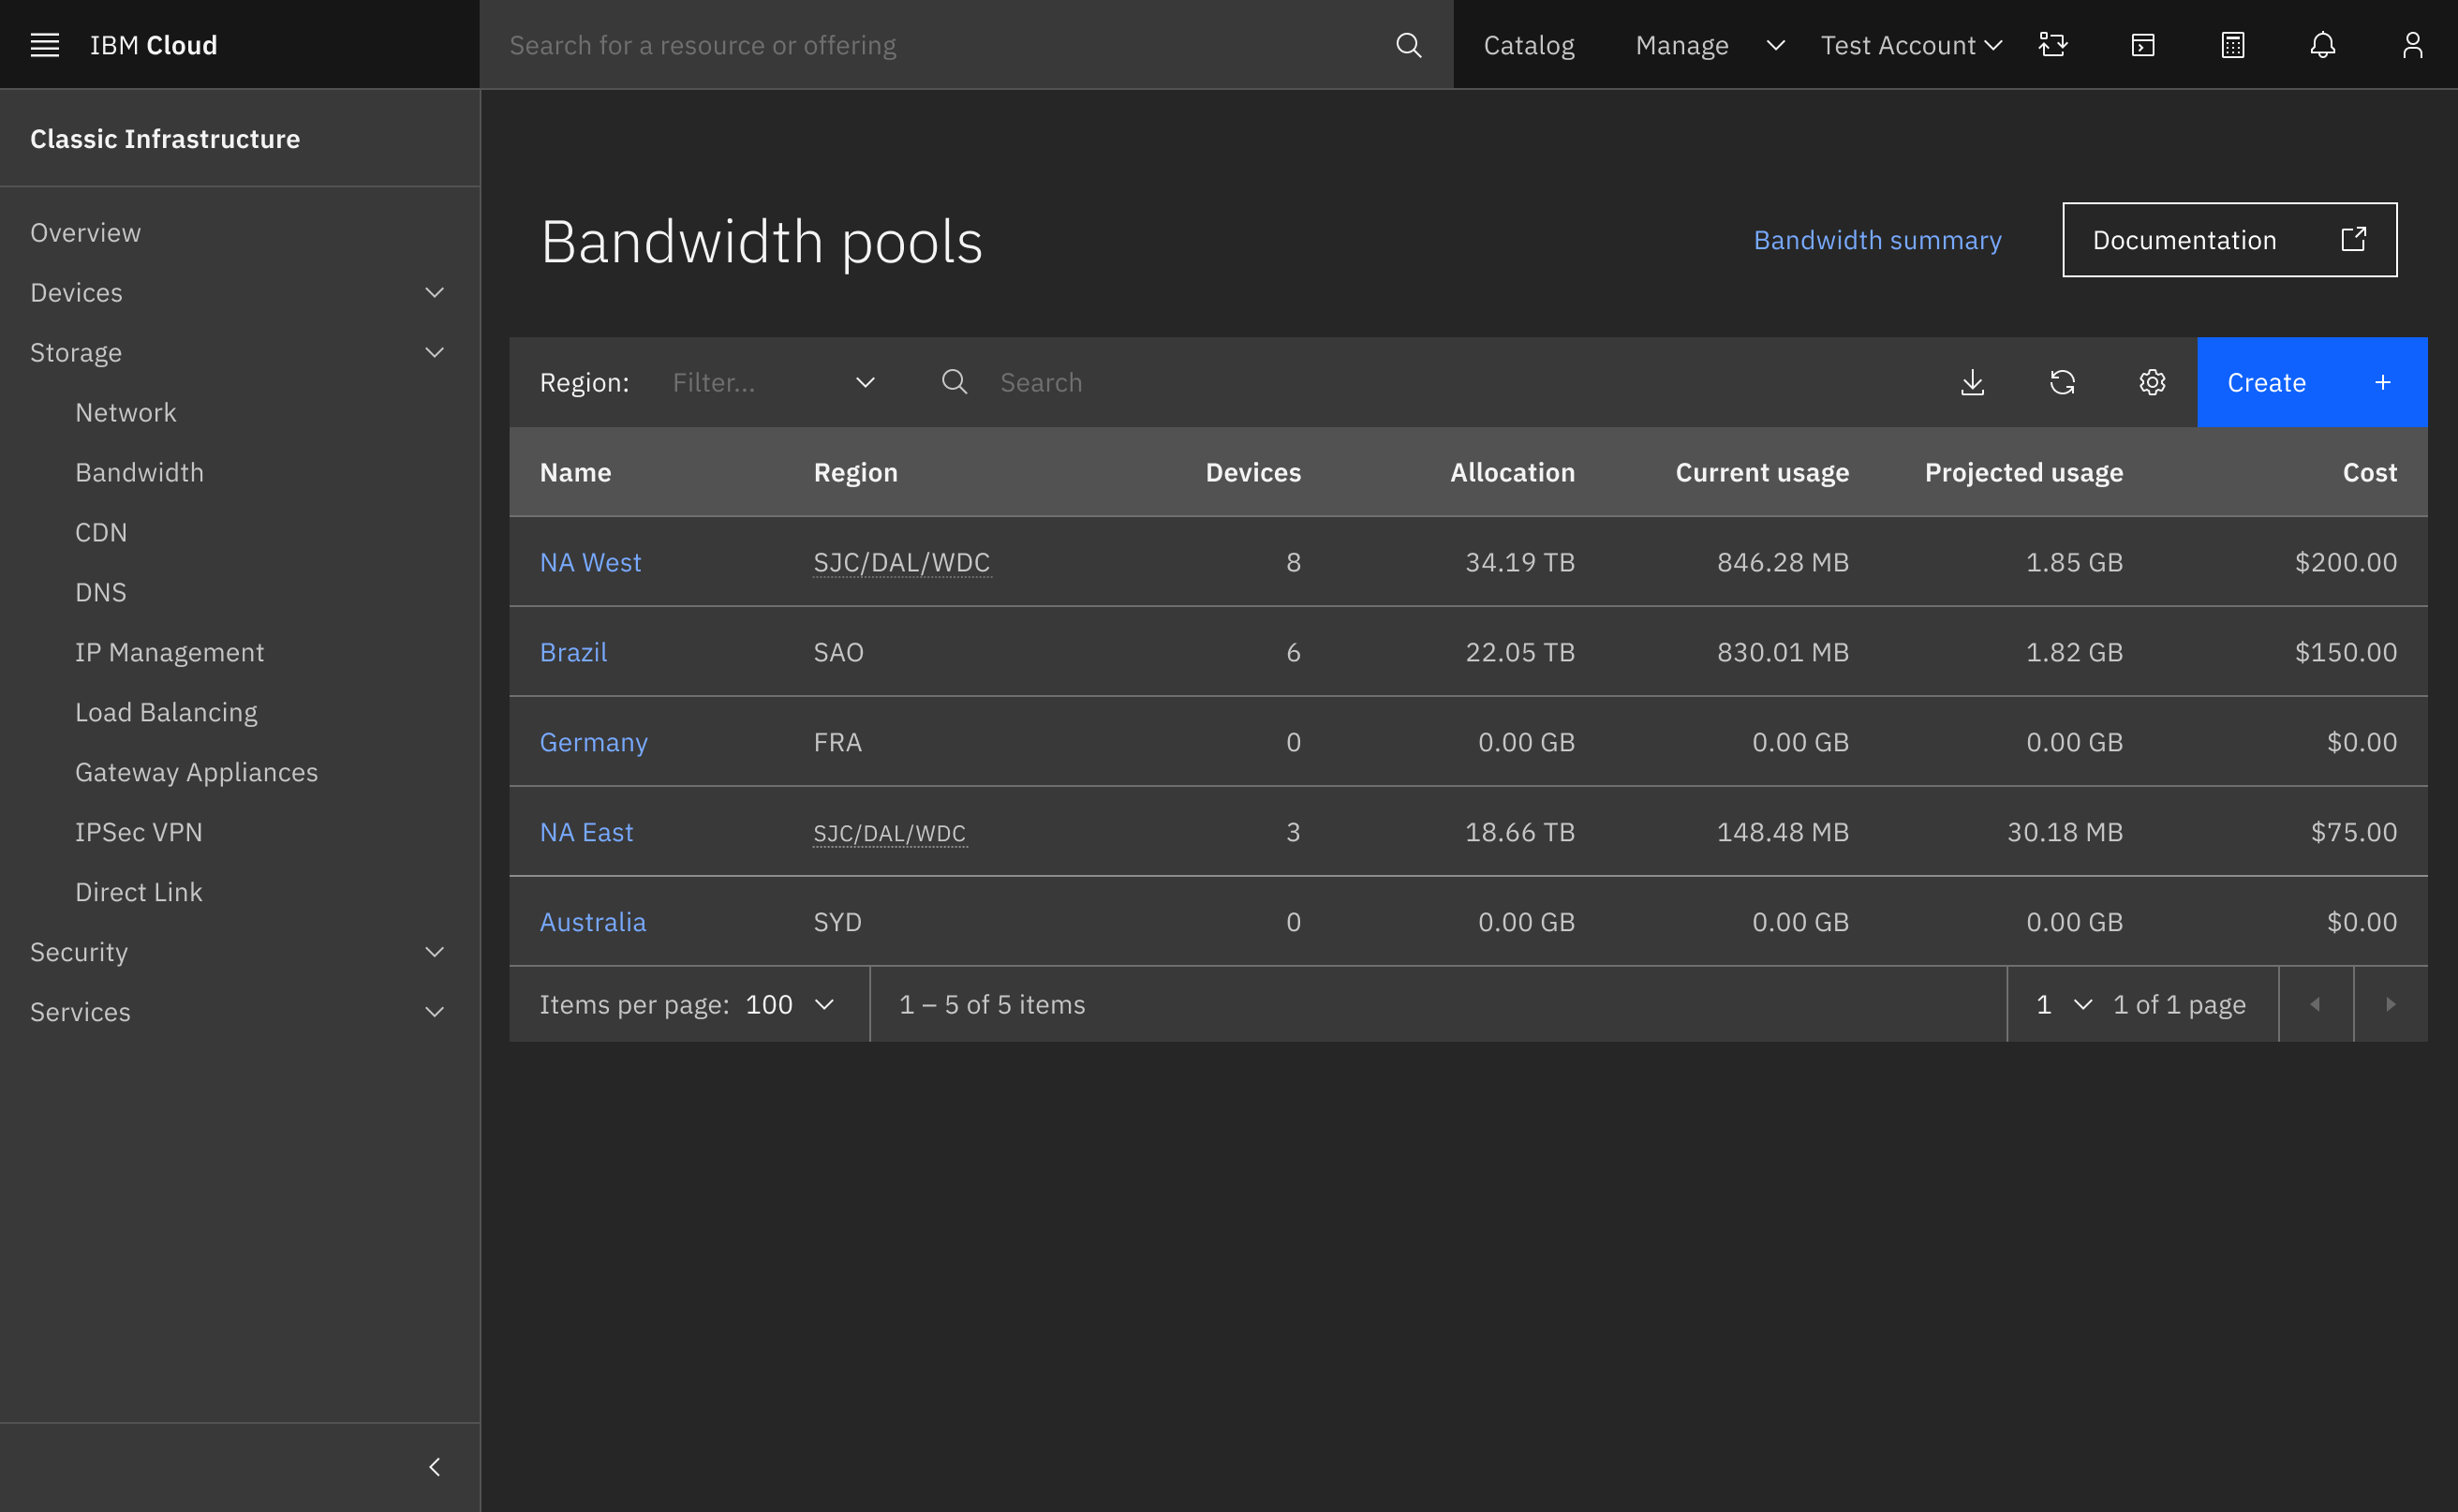 IBM Cloud
Search for a resource or offering
Catalog
Manage
Test Account
Classic Infrastructure
Overview
Devices
Storage
Network
Bandwidth
CDN
DNS
IP Management
Load Balancing
Gateway Appliances
IPSec VPN
Direct Link
Security
Services
Bandwidth pools
Bandwidth summary
Documentation
Region: Filter... Search
Create +
Name Region Devices Allocation Current usage Projected usage Cost
NA West SJC/DAL/WDC 8 34.19 TB 846.28 MB 1.85 GB $200.00
Brazil SAO 6 22.05 TB 830.01 MB 1.82 GB $150.00
Germany FRA 0 0.00 GB 0.00 GB 0.00 GB $0.00
NA East SJC/DAL/WDC 3 18.66 TB 148.48 MB 30.18 MB $75.00
Australia SYD 0 0.00 GB 0.00 GB 0.00 GB $0.00
Items per page: 100 1 – 5 of 5 items 1 1 of 1 page